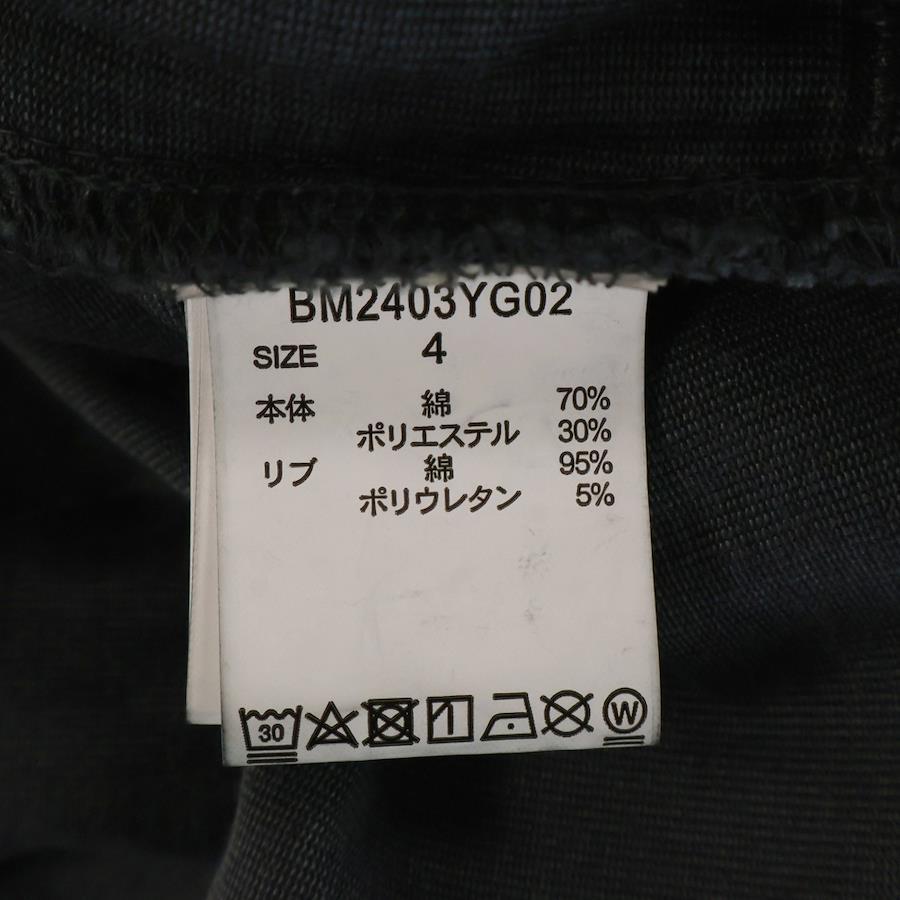 BM2403YG02
SIZE 4
本体 綿 70%
ポリエステル 30%
リブ 綿 95%
ポリウレタン 5%
30 W